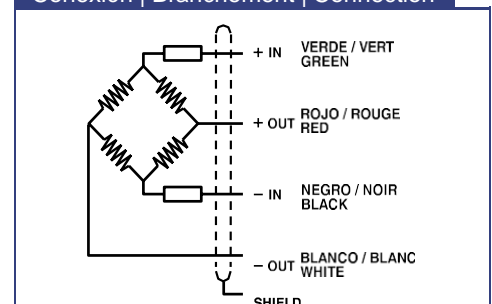 Conexión | Branchement | Connection
+ IN VERDE / VERT
GREEN
+ OUT ROJO / ROUGE
RED
– IN NEGRO / NOIR
BLACK
– OUT BLANCO / BLANC
WHITE
SHIELD